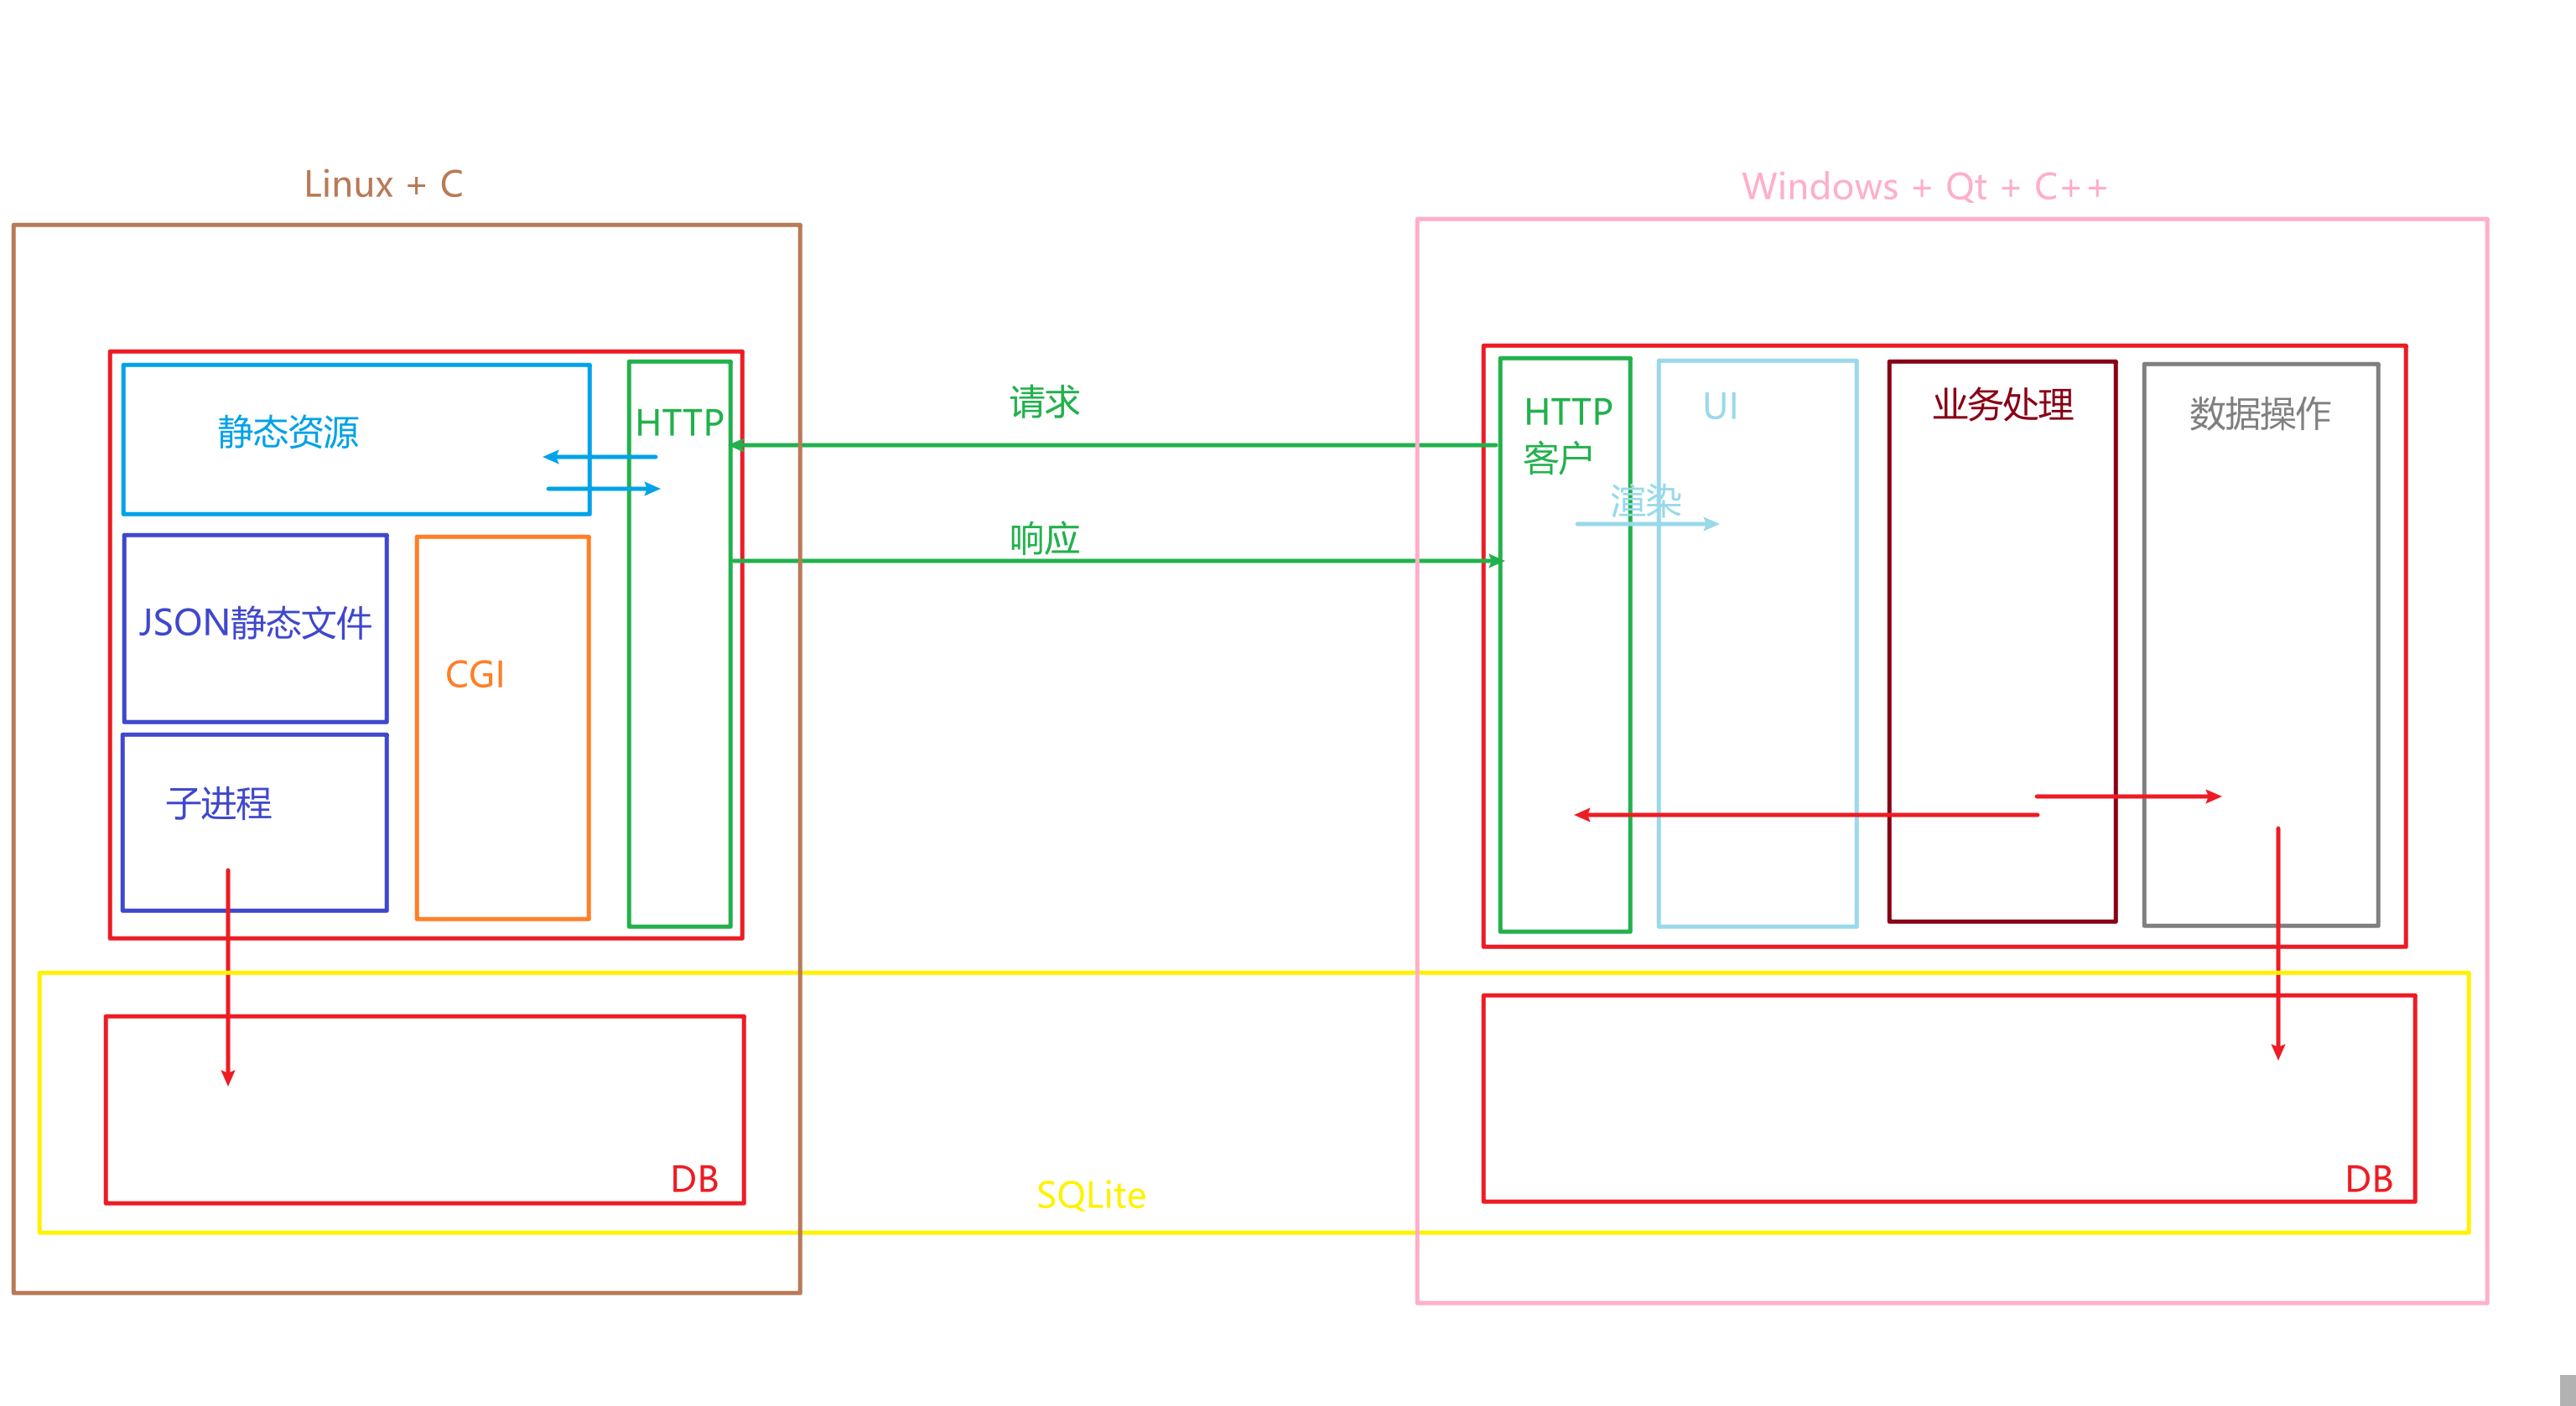 Linux + C
Windows + Qt + C++
静态资源
HTTP
请求
响应
JSON静态文件
CGI
子进程
DB
SQLite
HTTP
客户
渲染
UI
业务处理
数据操作
DB